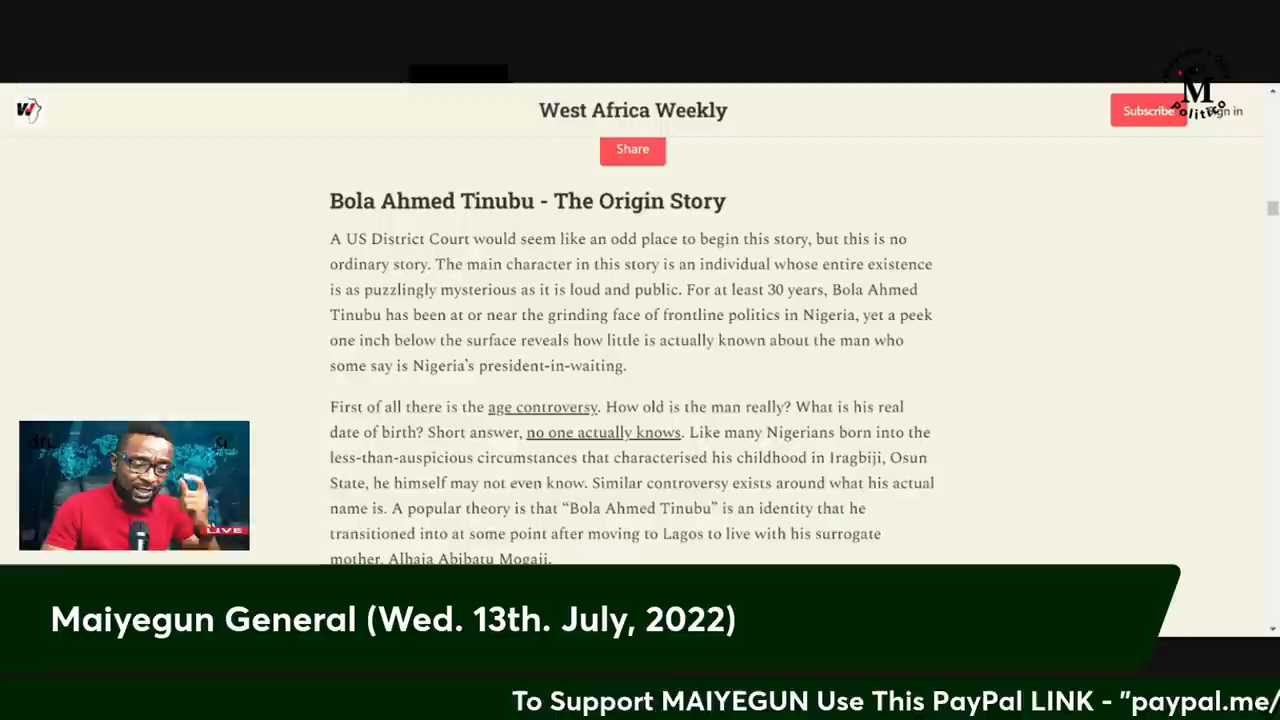 West Africa Weekly
Subscribe
M
Politico
Share
Bola Ahmed Tinubu - The Origin Story
A US District Court would seem like an odd place to begin this story, but this is no
ordinary story. The main character in this story is an individual whose entire existence
is as puzzlingly mysterious as it is loud and public. For at least 30 years, Bola Ahmed
Tinubu has been at or near the grinding face of frontline politics in Nigeria, yet a peek
one inch below the surface reveals how little is actually known about the man who
some say is Nigeria’s president-in-waiting.
First of all there is the age controversy. How old is the man really? What is his real
date of birth? Short answer, no one actually knows. Like many Nigerians born into the
less-than-auspicious circumstances that characterised his childhood in Iragbiji, Osun
State, he himself may not even know. Similar controversy exists around what his actual
name is. A popular theory is that “Bola Ahmed Tinubu” is an identity that he
transitioned into at some point after moving to Lagos to live with his surrogate
mother, Alhaja Abibatu Mogaji.
LIVE
Maiyegun General (Wed. 13th. July, 2022)
To Support MAIYEGUN Use This PayPal LINK - "paypal.me/